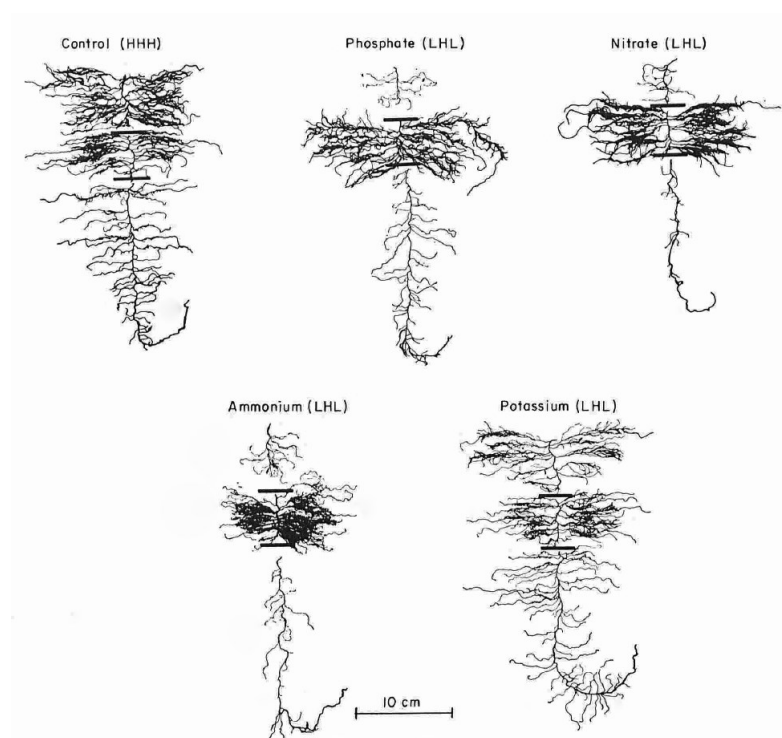 Control (HHH)
Phosphate (LHL)
Nitrate (LHL)
Ammonium (LHL)
Potassium (LHL)
10 cm